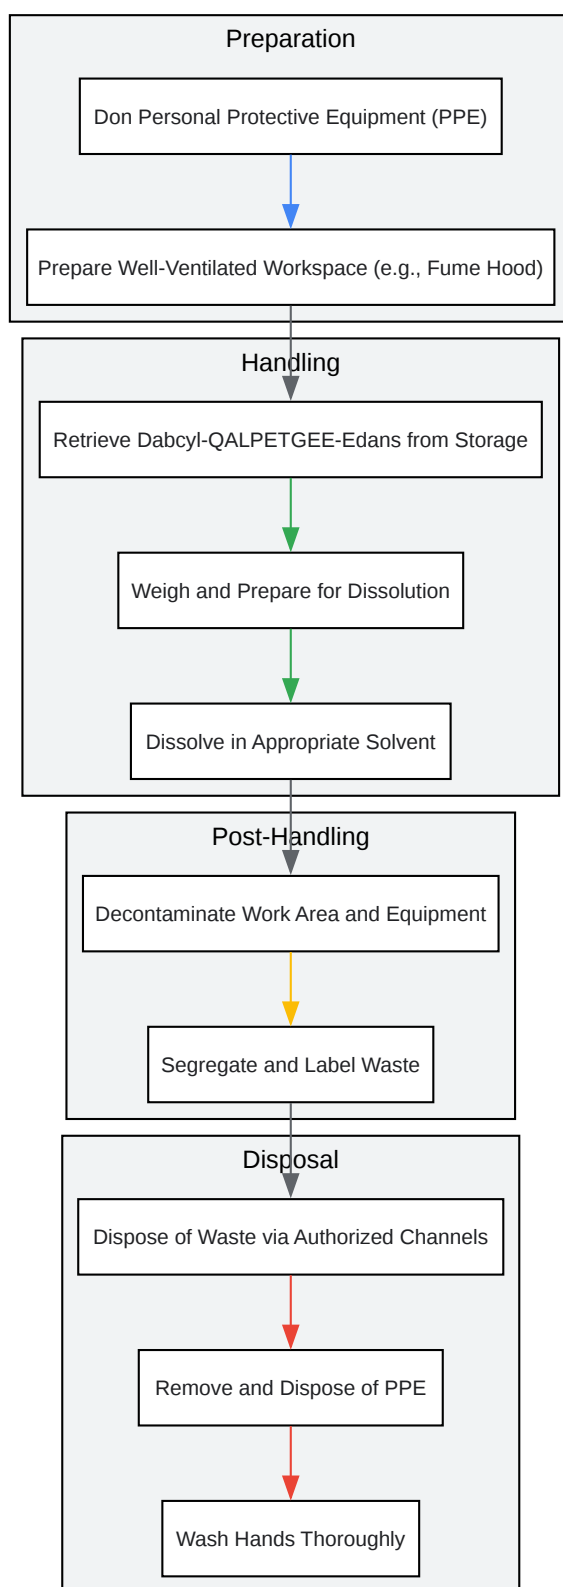 Preparation
Don Personal Protective Equipment (PPE)
Prepare Well-Ventilated Workspace (e.g., Fume Hood)
Handling
Retrieve Dabcyl-QALPETGEE-Edans from Storage
Weigh and Prepare for Dissolution
Dissolve in Appropriate Solvent
Post-Handling
Decontaminate Work Area and Equipment
Segregate and Label Waste
Disposal
Dispose of Waste via Authorized Channels
Remove and Dispose of PPE
Wash Hands Thoroughly